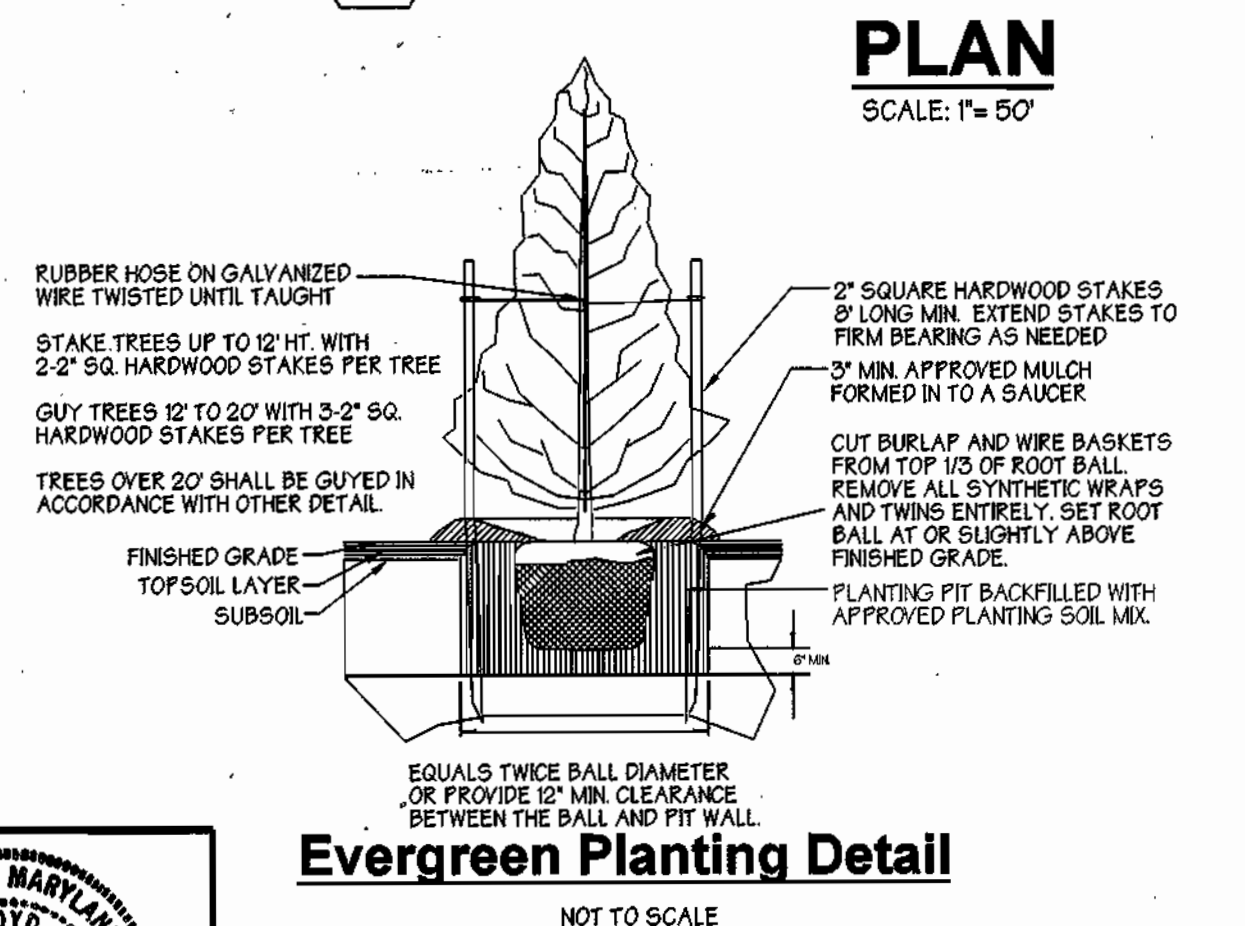 PLAN
SCALE: 1"= 50'
RUBBER HOSE ON GALVANIZED
WIRE TWISTED UNTIL TAUGHT
STAKE TREES UP TO 12' HT. WITH
2-2" SQ. HARDWOOD STAKES PER TREE
GUY TREES 12' TO 20' WITH 3-2" SQ.
HARDWOOD STAKES PER TREE
TREES OVER 20' SHALL BE GUYED IN
ACCORDANCE WITH OTHER DETAIL.
FINISHED GRADE
TOPSOIL LAYER
SUBSOIL
2" SQUARE HARDWOOD STAKES
8' LONG MIN. EXTEND STAKES TO
FIRM BEARING AS NEEDED
3" MIN. APPROVED MULCH
FORMED IN TO A SAUCER
CUT BURLAP AND WIRE BASKETS
FROM TOP 1/3 OF ROOT BALL.
REMOVE ALL SYNTHETIC WRAPS
AND TWINS ENTIRELY. SET ROOT
BALL AT OR SLIGHTLY ABOVE
FINISHED GRADE.
PLANTING PIT BACKFILLED WITH
APPROVED PLANTING SOIL MIX.
6" MIN.
EQUALS TWICE BALL DIAMETER
OR PROVIDE 12" MIN. CLEARANCE
BETWEEN THE BALL AND PIT WALL.
Evergreen Planting Detail
NOT TO SCALE
MARYLAN